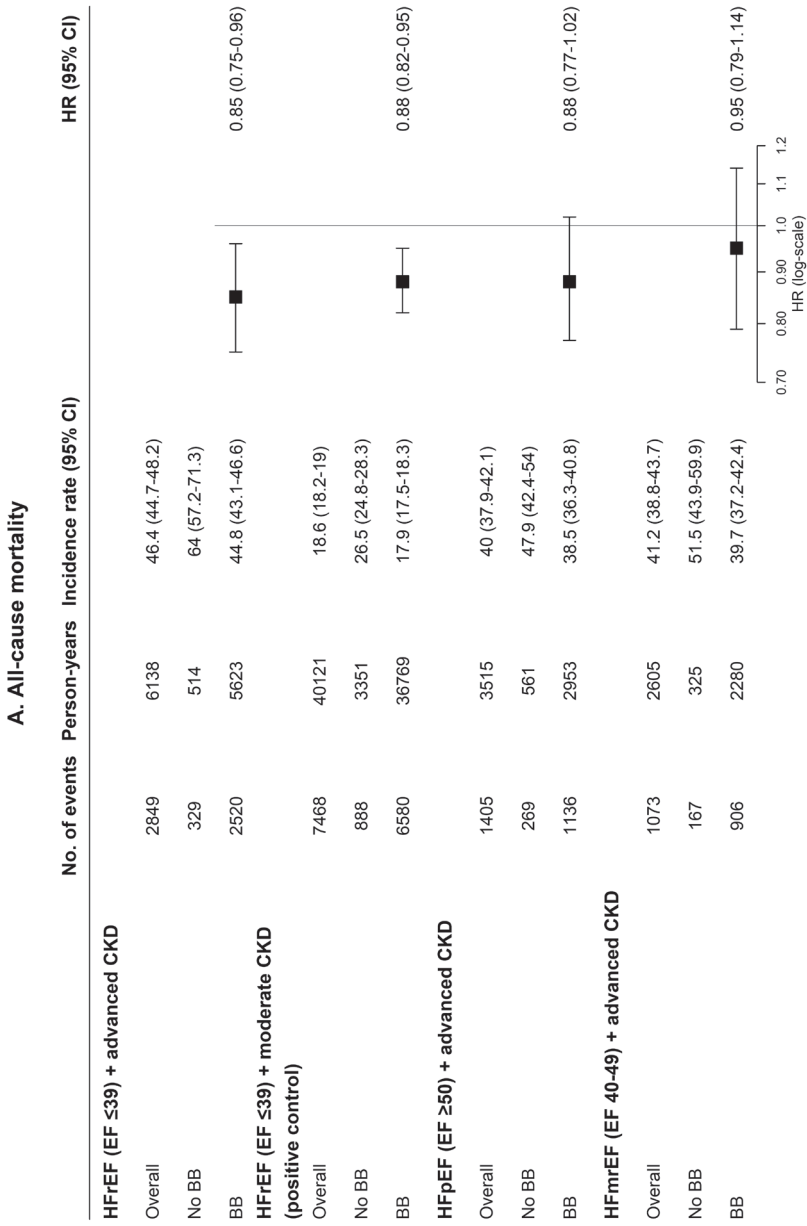 A. All-cause mortality
No. of events Person-years Incidence rate (95% CI) HR (95% CI)
HFrEF (EF ≤39) + advanced CKD
Overall 2849 6138 46.4 (44.7-48.2)
No BB 329 514 64 (57.2-71.3)
BB 2520 5623 44.8 (43.1-46.6) 0.85 (0.75-0.96)
HFrEF (EF ≤39) + moderate CKD
(positive control)
Overall 7468 40121 18.6 (18.2-19)
No BB 888 3351 26.5 (24.8-28.3)
BB 6580 36769 17.9 (17.5-18.3) 0.88 (0.82-0.95)
HFpEF (EF ≥50) + advanced CKD
Overall 1405 3515 40 (37.9-42.1)
No BB 269 561 47.9 (42.4-54)
BB 1136 2953 38.5 (36.3-40.8) 0.88 (0.77-1.02)
HFmrEF (EF 40-49) + advanced CKD
Overall 1073 2605 41.2 (38.8-43.7)
No BB 167 325 51.5 (43.9-59.9)
BB 906 2280 39.7 (37.2-42.4) 0.95 (0.79-1.14)
0.70 0.80 0.90 1.0 1.1 1.2
HR (log-scale)